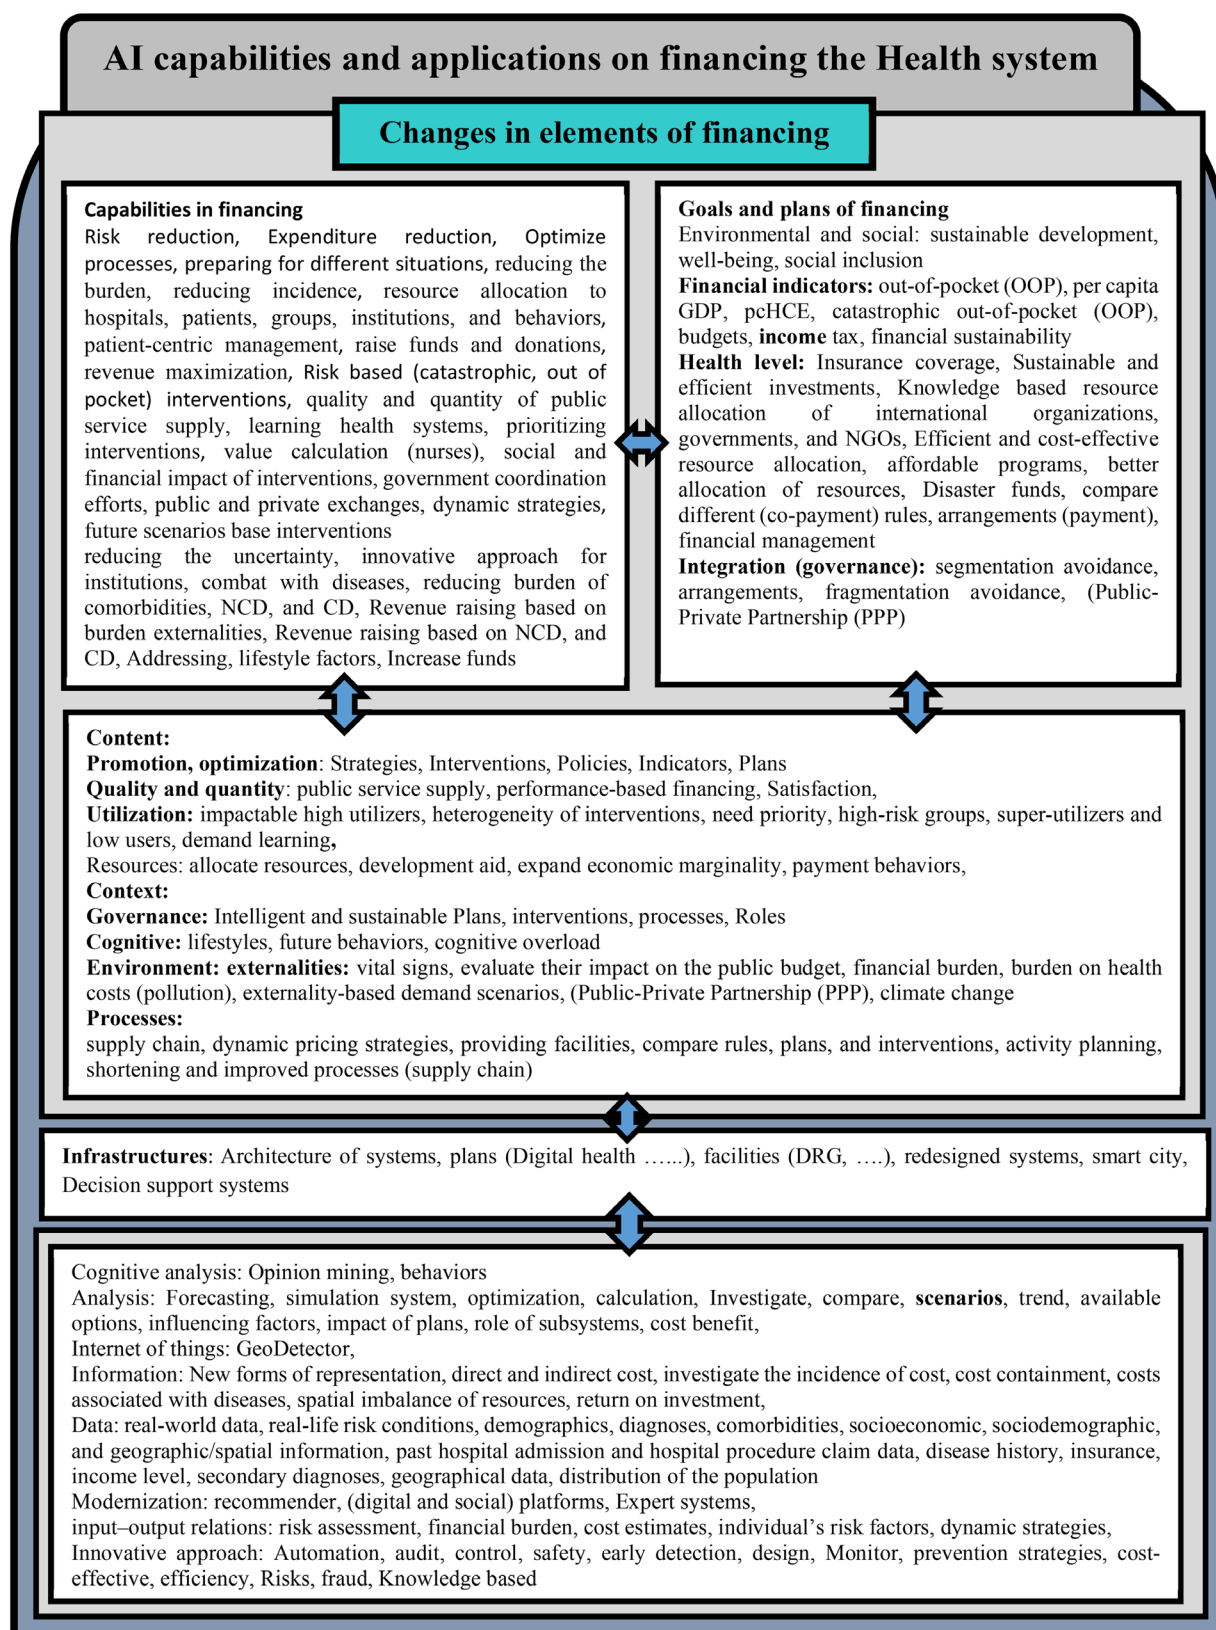 AI capabilities and applications on financing the Health system
Changes in elements of financing
Capabilities in financing
Risk reduction, Expenditure reduction, Optimize
processes, preparing for different situations, reducing the
burden, reducing incidence, resource allocation to
hospitals, patients, groups, institutions, and behaviors,
patient-centric management, raise funds and donations,
revenue maximization, Risk based (catastrophic, out of
pocket) interventions, quality and quantity of public
service supply, learning health systems, prioritizing
interventions, value calculation (nurses), social and
financial impact of interventions, government coordination
efforts, public and private exchanges, dynamic strategies,
future scenarios base interventions
reducing the uncertainty, innovative approach for
institutions, combat with diseases, reducing burden of
comorbidities, NCD, and CD, Revenue raising based on
burden externalities, Revenue raising based on NCD, and
CD, Addressing, lifestyle factors, Increase funds
Goals and plans of financing
Environmental and social: sustainable development,
well-being, social inclusion
Financial indicators: out-of-pocket (OOP), per capita
GDP, pcHCE, catastrophic out-of-pocket (OOP),
budgets, income tax, financial sustainability
Health level: Insurance coverage, Sustainable and
efficient investments, Knowledge based resource
allocation of international organizations,
governments, and NGOs, Efficient and cost-effective
resource allocation, affordable programs, better
allocation of resources, Disaster funds, compare
different (co-payment) rules, arrangements (payment),
financial management
Integration (governance): segmentation avoidance,
arrangements, fragmentation avoidance, (Public-
Private Partnership (PPP)
Content:
Promotion, optimization: Strategies, Interventions, Policies, Indicators, Plans
Quality and quantity: public service supply, performance-based financing, Satisfaction,
Utilization: impactable high utilizers, heterogeneity of interventions, need priority, high-risk groups, super-utilizers and
low users, demand learning,
Resources: allocate resources, development aid, expand economic marginality, payment behaviors,
Context:
Governance: Intelligent and sustainable Plans, interventions, processes, Roles
Cognitive: lifestyles, future behaviors, cognitive overload
Environment: externalities: vital signs, evaluate their impact on the public budget, financial burden, burden on health
costs (pollution), externality-based demand scenarios, (Public-Private Partnership (PPP), climate change
Processes:
supply chain, dynamic pricing strategies, providing facilities, compare rules, plans, and interventions, activity planning,
shortening and improved processes (supply chain)
Infrastructures: Architecture of systems, plans (Digital health …...), facilities (DRG, ….), redesigned systems, smart city,
Decision support systems
Cognitive analysis: Opinion mining, behaviors
Analysis: Forecasting, simulation system, optimization, calculation, Investigate, compare, scenarios, trend, available
options, influencing factors, impact of plans, role of subsystems, cost benefit,
Internet of things: GeoDetector,
Information: New forms of representation, direct and indirect cost, investigate the incidence of cost, cost containment, costs
associated with diseases, spatial imbalance of resources, return on investment,
Data: real-world data, real-life risk conditions, demographics, diagnoses, comorbidities, socioeconomic, sociodemographic,
and geographic/spatial information, past hospital admission and hospital procedure claim data, disease history, insurance,
income level, secondary diagnoses, geographical data, distribution of the population
Modernization: recommender, (digital and social) platforms, Expert systems,
input–output relations: risk assessment, financial burden, cost estimates, individual’s risk factors, dynamic strategies,
Innovative approach: Automation, audit, control, safety, early detection, design, Monitor, prevention strategies, cost-
effective, efficiency, Risks, fraud, Knowledge based